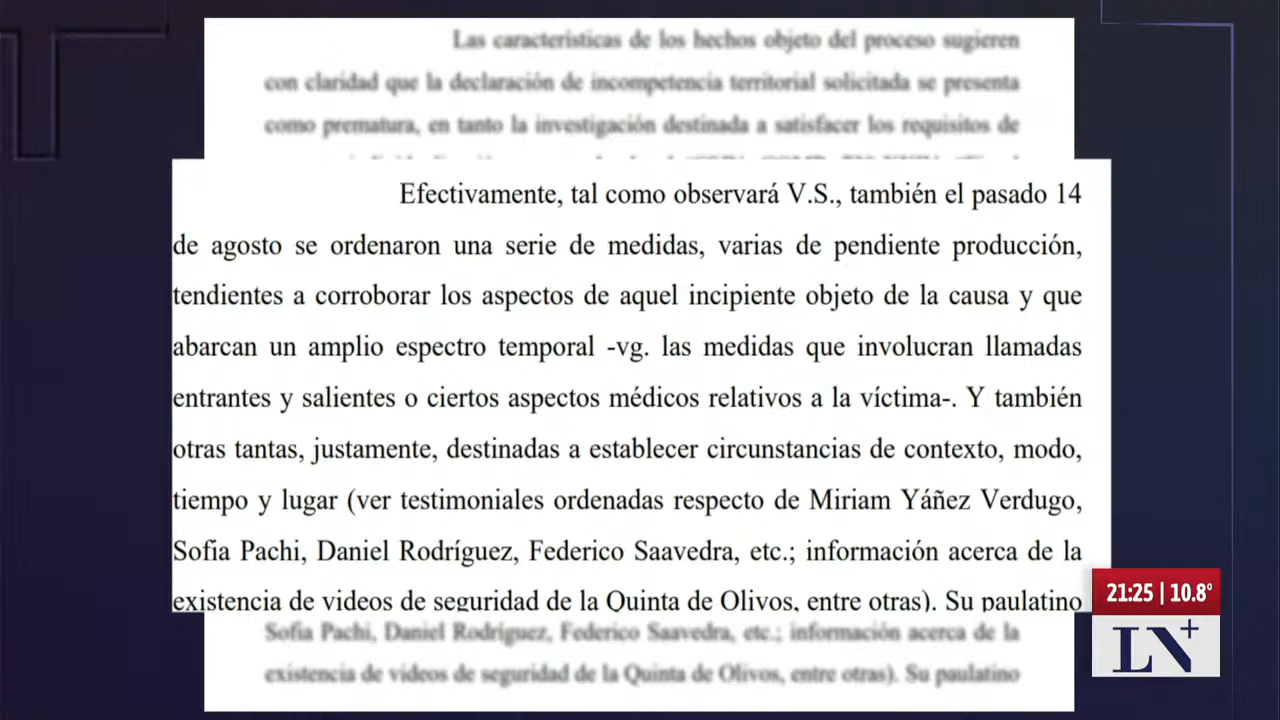 Las características de los hechos objeto del proceso sugieren
con claridad que la declaración de incompetencia territorial solicitada se presenta
como prematura, en tanto la investigación destinada a satisfacer los requisitos de
Efectivamente, tal como observará V.S., también el pasado 14
de agosto se ordenaron una serie de medidas, varias de pendiente producción,
tendientes a corroborar los aspectos de aquel incipiente objeto de la causa y que
abarcan un amplio espectro temporal -vg. las medidas que involucran llamadas
entrantes y salientes o ciertos aspectos médicos relativos a la víctima-. Y también
otras tantas, justamente, destinadas a establecer circunstancias de contexto, modo,
tiempo y lugar (ver testimoniales ordenadas respecto de Miriam Yáñez Verdugo,
Sofia Pachi, Daniel Rodríguez, Federico Saavedra, etc.; información acerca de la
existencia de videos de seguridad de la Quinta de Olivos, entre otras). Su paulatino
Sofia Pachi, Daniel Rodríguez, Federico Saavedra, etc.; información acerca de la
existencia de videos de seguridad de la Quinta de Olivos, entre otras). Su paulatino
21:25 | 10.8°
LN+